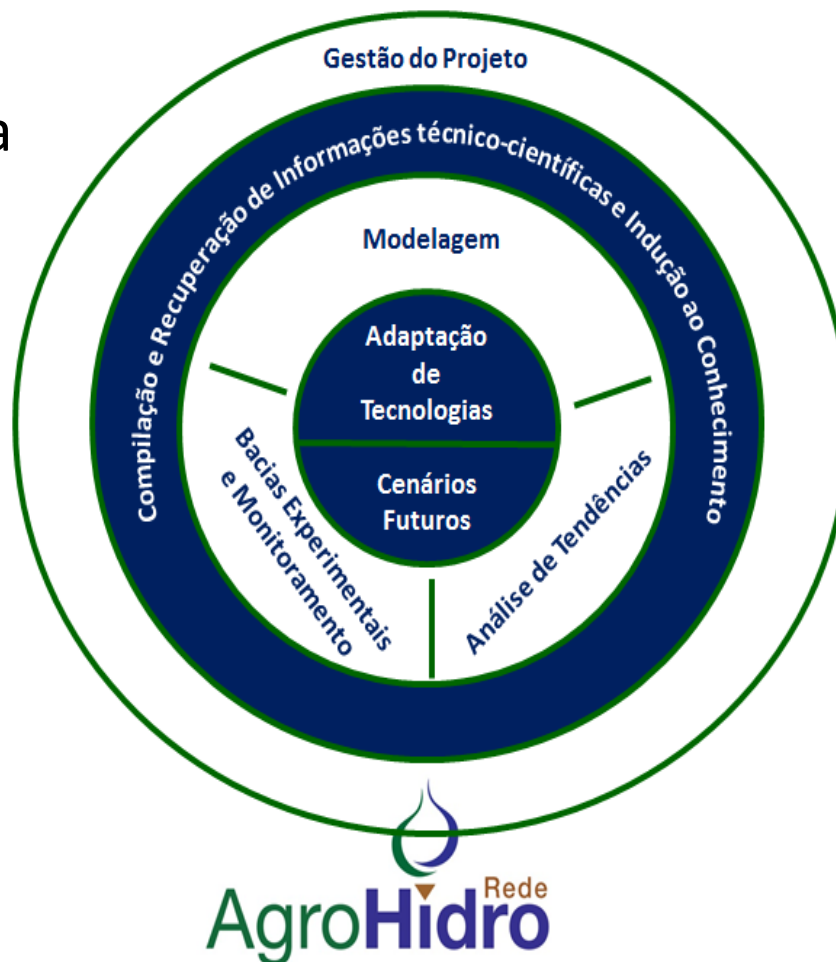 Gestão do Projeto
a
Compilação e Recuperação de Informações técnico-científicas e Indução ao Conhecimento
Modelagem
Adaptação
de
Tecnologias
Cenários
Futuros
Bacias Experimentais
e Monitoramento
Análise de Tendências
Rede
AgroHidro